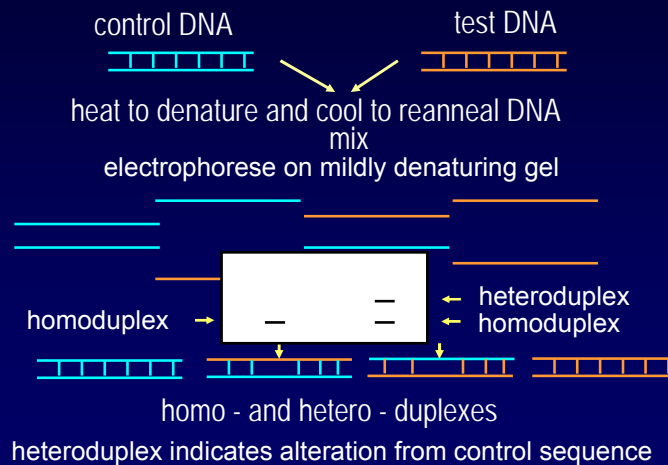 control DNA
test DNA
heat to denature and cool to reanneal DNA
mix
electrophorese on mildly denaturing gel
heteroduplex
homoduplex
homoduplex
homo - and hetero - duplexes
heteroduplex indicates alteration from control sequence